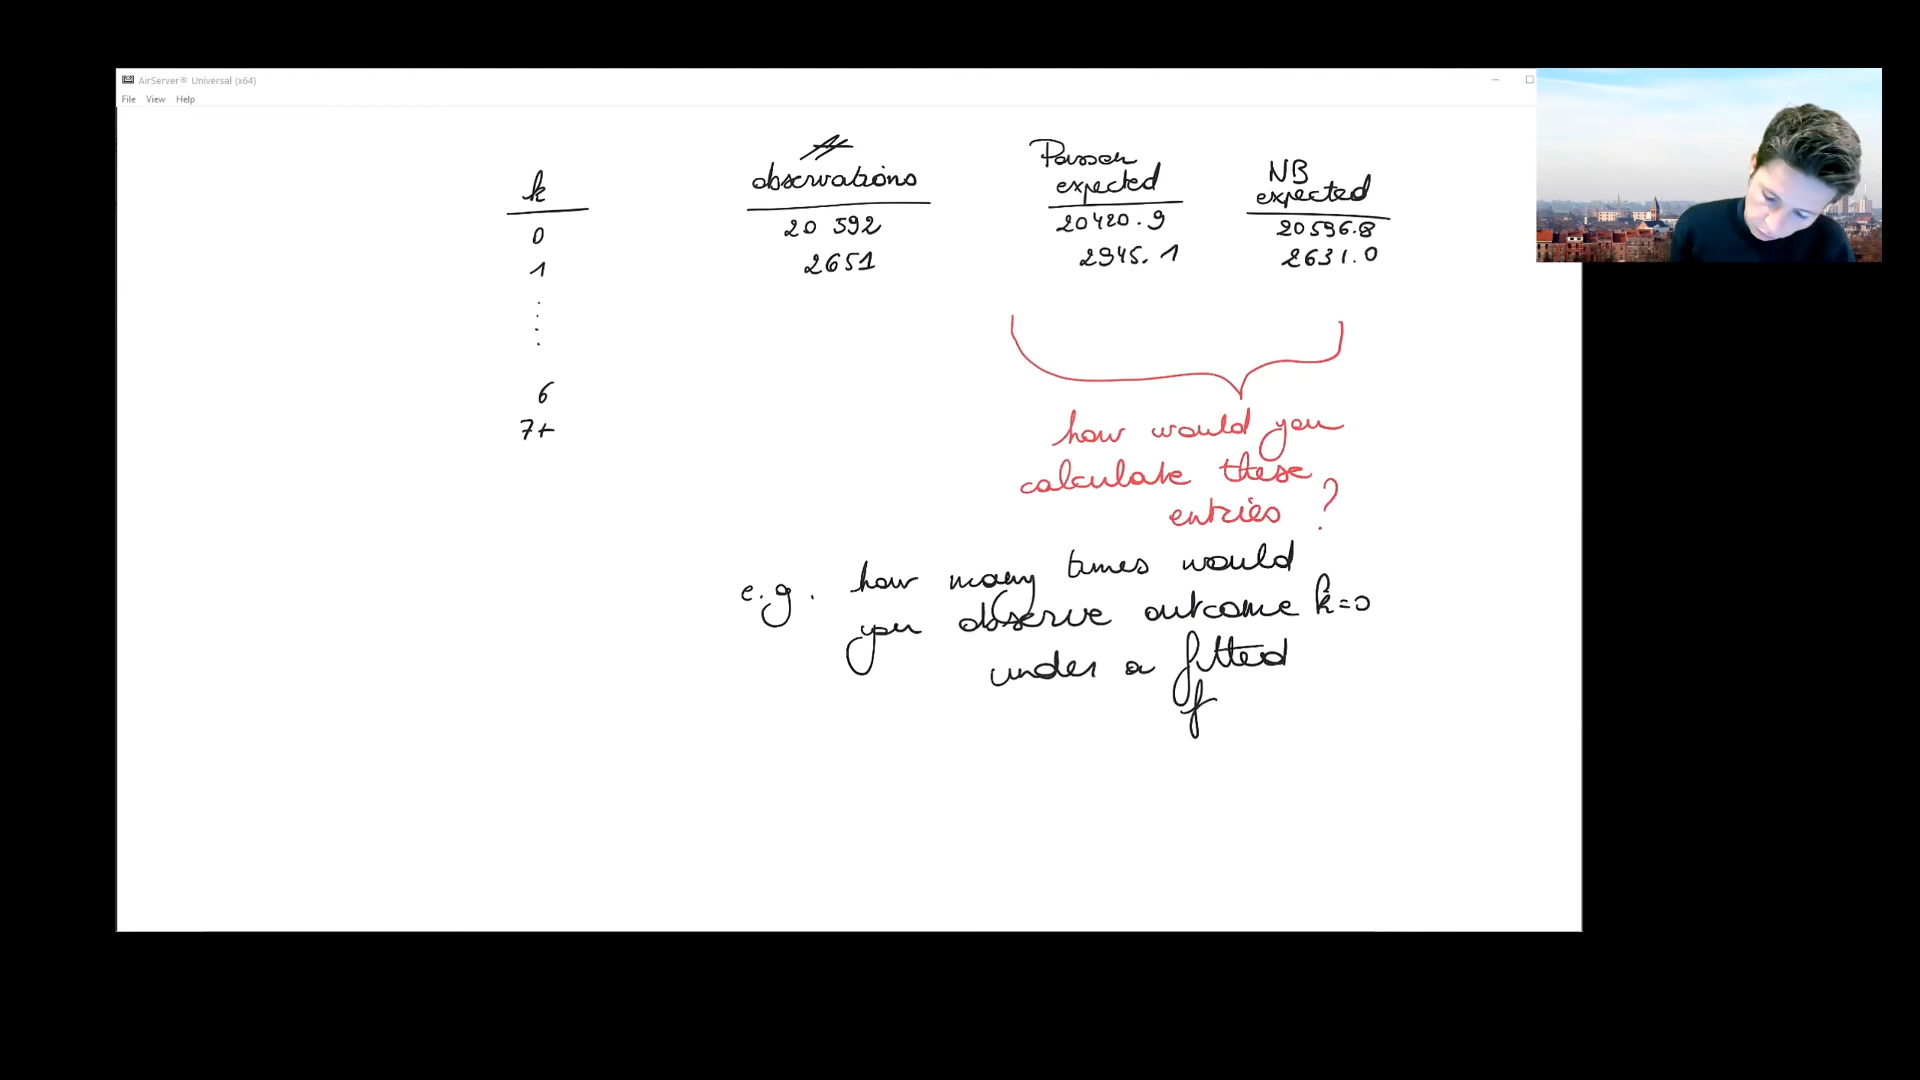 AirServer® Universal (x64)
File View Help
k
# observations
Poisson expected
NB expected
0 20 592 20420.9 20596.8
1 2651 2945.1 2631.0
6
7+
how would you
calculate these
entries ?
e.g. how many times would
you observe outcome k=0
under a fitted
f